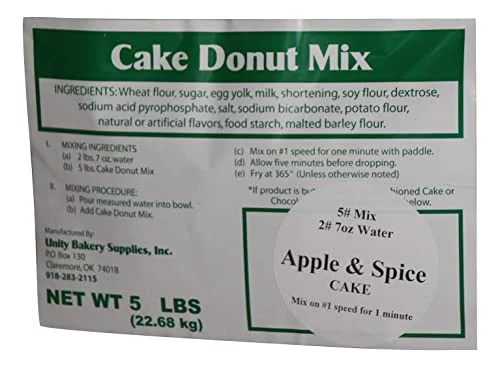 Cake Donut Mix
INGREDIENTS: Wheat flour, sugar, egg yolk, milk, shortening, soy flour, dextrose,
sodium acid pyrophosphate, salt, sodium bicarbonate, potato flour,
natural or artificial flavors, food starch, malted barley flour.
I. MIXING INGREDIENTS
(a) 2 lbs. 7 oz. water
(b) 5 lbs. Cake Donut Mix
II. MIXING PROCEDURE:
(a) Pour measured water into bowl.
(b) Add Cake Donut Mix.
(c) Mix on #1 speed for one minute with paddle.
(d) Allow five minutes before dropping.
(e) Fry at 365° (Unless otherwise noted)
*If product is
Cake or
below.
Manufactured By
Unity Bakery Supplies, Inc.
P.O. Box 130
Claremore, OK 74018
918-283-2115
NET WT 5 LBS
(22.68 kg)
5# Mix
2# 7oz Water
Apple & Spice
CAKE
Mix on #1 speed for 1 minute